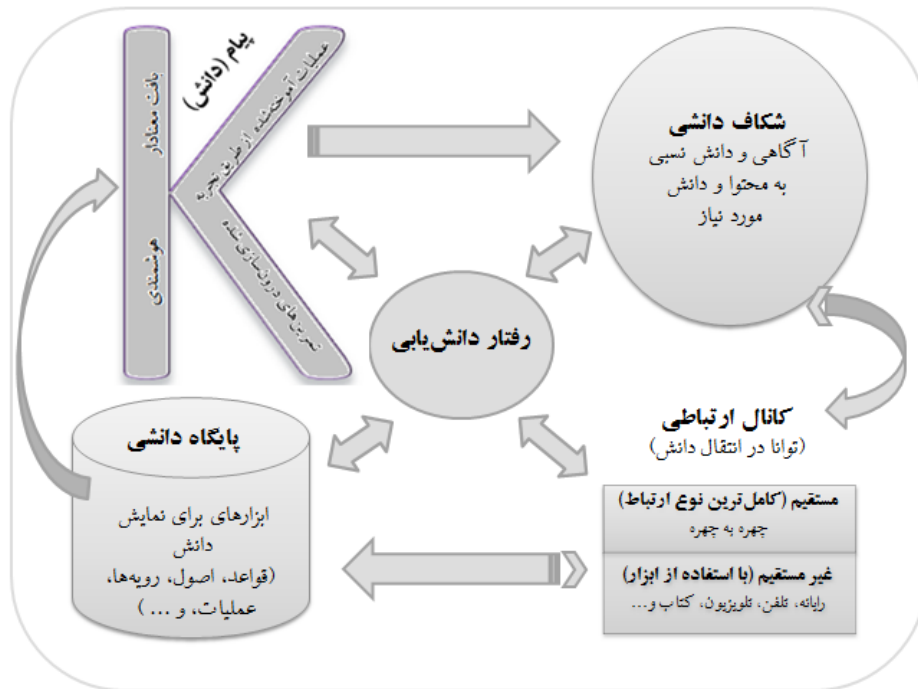 پیام (دانش)
بافت معنادار
هوشمندی
عملیات آموخته‌شده از طریق تجربه
تمرین‌های درون‌سازی‌شده
شکاف دانشی
آگاهی و دانش نسبی
به محتوا و دانش
مورد نیاز
رفتار دانش‌یابی
کانال ارتباطی
(توانا در انتقال دانش)
مستقیم (کامل‌ترین نوع ارتباط)
چهره به چهره
غیر مستقیم (با استفاده از ابزار)
رایانه، تلفن، تلویزیون، کتاب و...
پایگاه دانشی
ابزارهای برای نمایش
دانش
(قواعد، اصول، رویه‌ها،
عملیات، و ... )